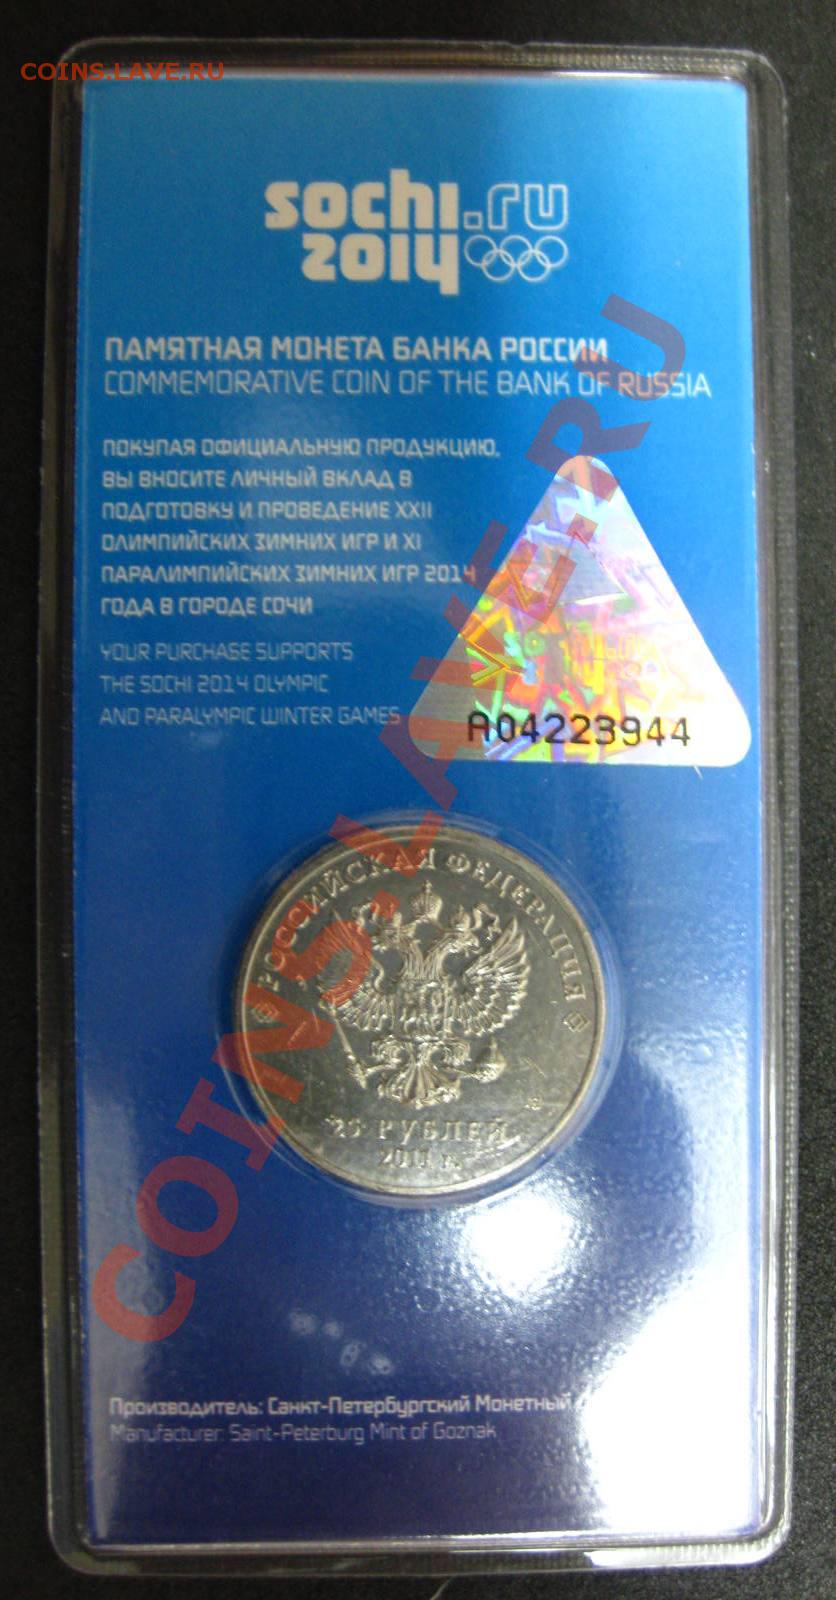 COINS.LAVE.RU
sochi.ru
2014
ПАМЯТНАЯ МОНЕТА БАНКА РОССИИ
COMMEMORATIVE COIN OF THE BANK OF RUSSIA
ПОКУПАЯ ОФИЦИАЛЬНУЮ ПРОДУКЦИЮ,
ВЫ ВНОСИТЕ ЛИЧНЫЙ ВКЛАД В
ПОДГОТОВКУ И ПРОВЕДЕНИЕ XXII
ОЛИМПИЙСКИХ ЗИМНИХ ИГР И XI
ПАРАЛИМПИЙСКИХ ЗИМНИХ ИГР 2014
ГОДА В ГОРОДЕ СОЧИ
YOUR PURCHASE SUPPORTS
THE SOCHI 2014 OLYMPIC
AND PARALYMPIC WINTER GAMES
A04223944
РОССИЙСКАЯ ФЕДЕРАЦИЯ
25 РУБЛЕЙ
2011 г.
COINS.LAVE.RU
Производитель: Санкт-Петербургский Монетный
Manufacturer: Saint-Peterburg Mint of Goznak